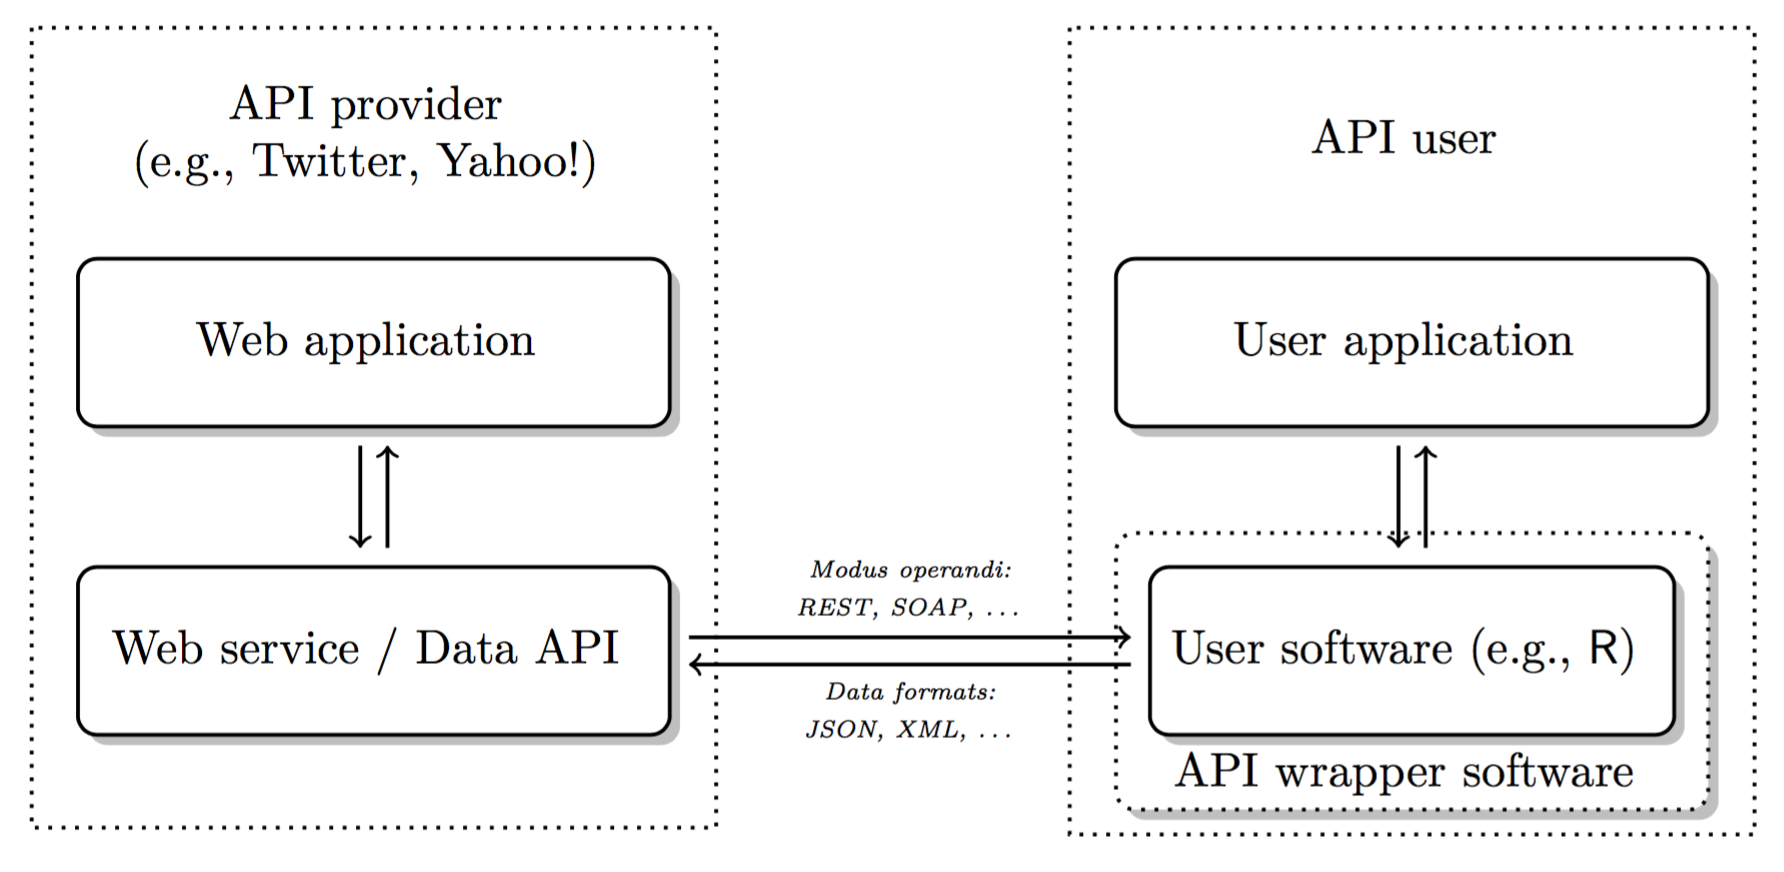 API provider
(e.g., Twitter, Yahoo!)
Web application
Web service / Data API
Modus operandi:
REST, SOAP, ...
Data formats:
JSON, XML, ...
API user
User application
User software (e.g., R)
API wrapper software